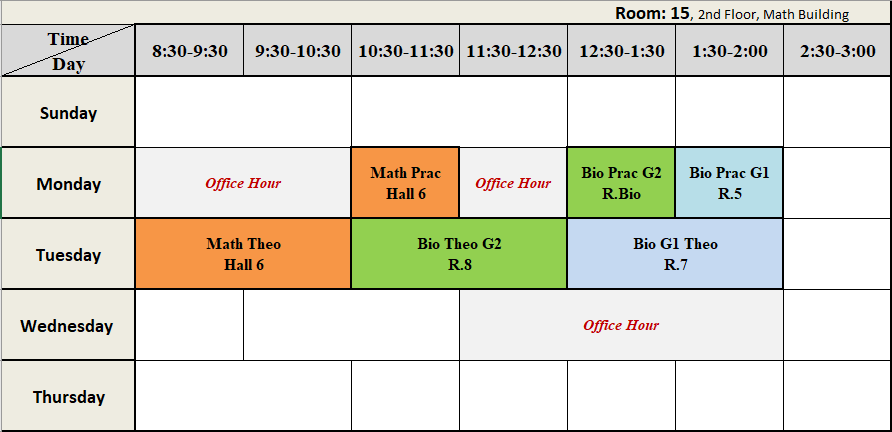 Room: 15, 2nd Floor, Math Building
Time
Day
8:30-9:30 9:30-10:30 10:30-11:30 11:30-12:30 12:30-1:30 1:30-2:00 2:30-3:00
Sunday
Monday
Office Hour
Math Prac
Hall 6
Office Hour
Bio Prac G2
R.Bio
Bio Prac G1
R.5
Tuesday
Math Theo
Hall 6
Bio Theo G2
R.8
Bio G1 Theo
R.7
Wednesday
Office Hour
Thursday